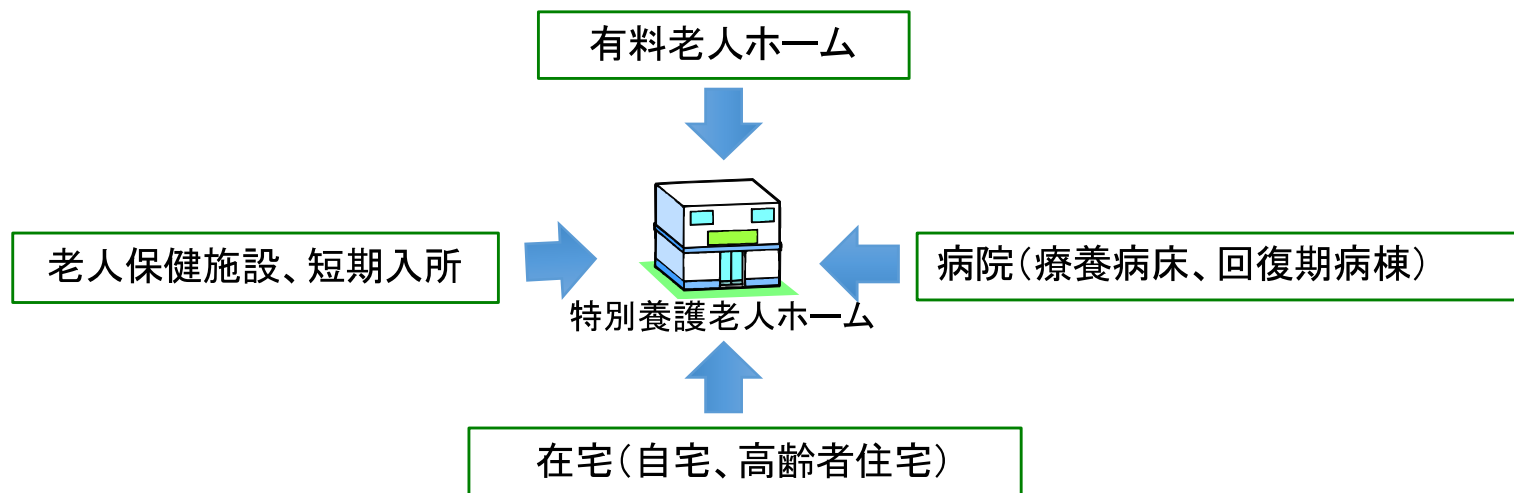 有料老人ホーム
老人保健施設、短期入所
病院（療養病床、回復期病棟）
特別養護老人ホーム
在宅（自宅、高齢者住宅）